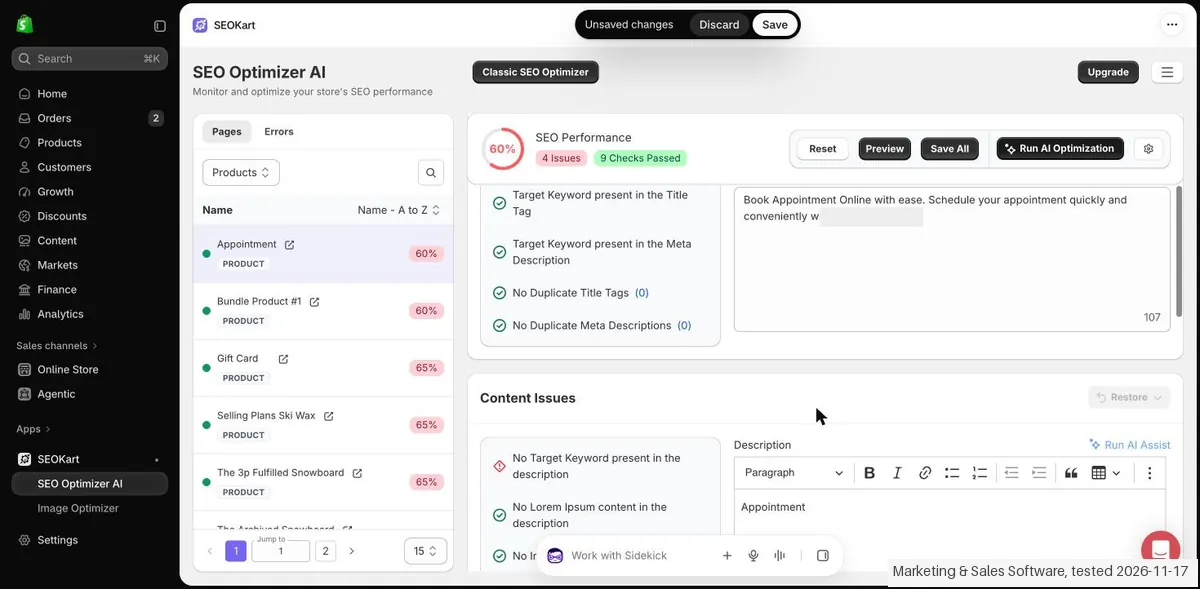 SEOKart
Unsaved changes
Discard
Save
Search
⌘K
Home
Orders
2
Products
Customers
Growth
Discounts
Content
Markets
Finance
Analytics
Sales channels
Online Store
Agentic
Apps
SEOKart
SEO Optimizer AI
Image Optimizer
Settings
SEO Optimizer AI
Monitor and optimize your store's SEO performance
Classic SEO Optimizer
Upgrade
Pages
Errors
Products
Name
Name - A to Z
Appointment
PRODUCT
60%
Bundle Product #1
PRODUCT
60%
Gift Card
PRODUCT
65%
Selling Plans Ski Wax
PRODUCT
65%
The 3p Fulfilled Snowboard
PRODUCT
65%
The Archived Snowboard
1
Jump to
1
2
15
60%
SEO Performance
4 Issues
9 Checks Passed
Reset
Preview
Save All
Run AI Optimization
Target Keyword present in the Title
Tag
Target Keyword present in the Meta
Description
No Duplicate Title Tags (0)
No Duplicate Meta Descriptions (0)
Book Appointment Online with ease. Schedule your appointment quickly and
conveniently w
107
Content Issues
Restore
No Target Keyword present in the
description
No Lorem Ipsum content in the
description
No
Description
Run AI Assist
Paragraph
B
I
Appointment
Work with Sidekick
Marketing & Sales Software, tested 2026-11-17